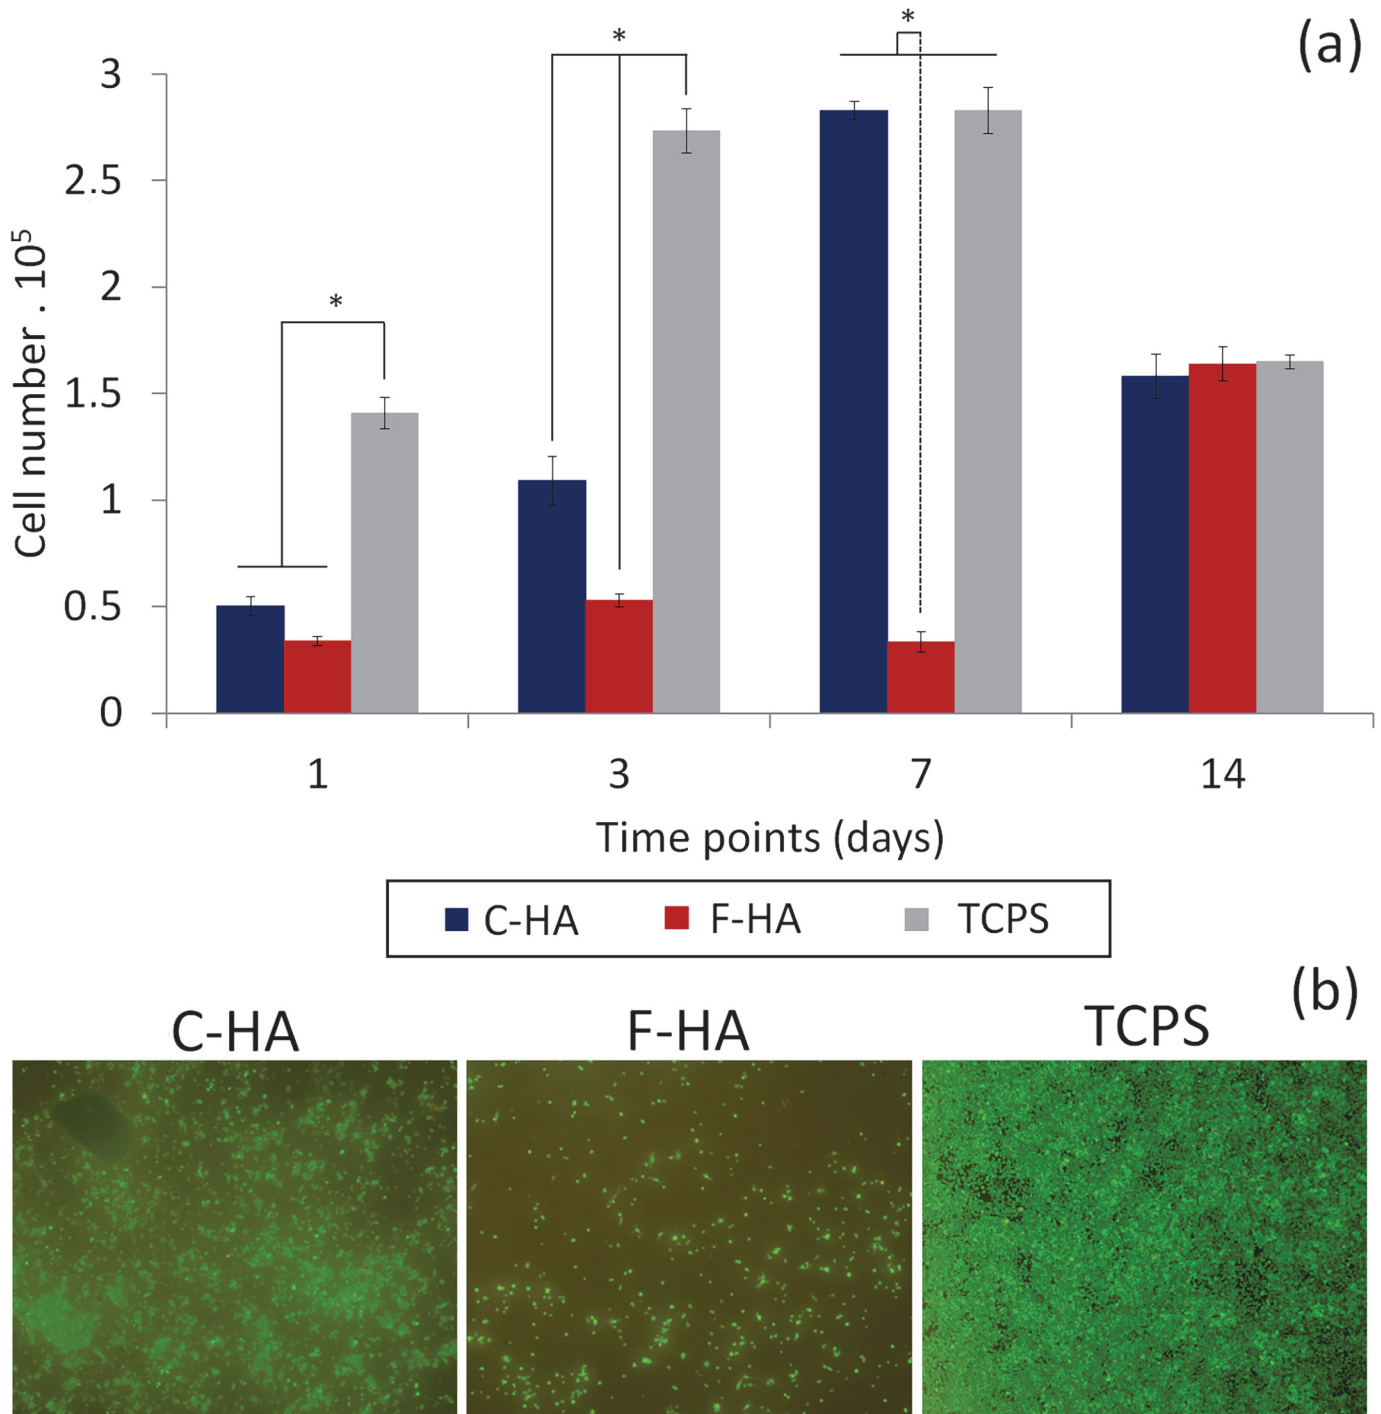 (a)
*
*
*
3
2.5
2
1.5
1
0.5
0
Cell number . 10⁵
1 3 7 14
Time points (days)
C-HA F-HA TCPS
(b)
C-HA F-HA TCPS